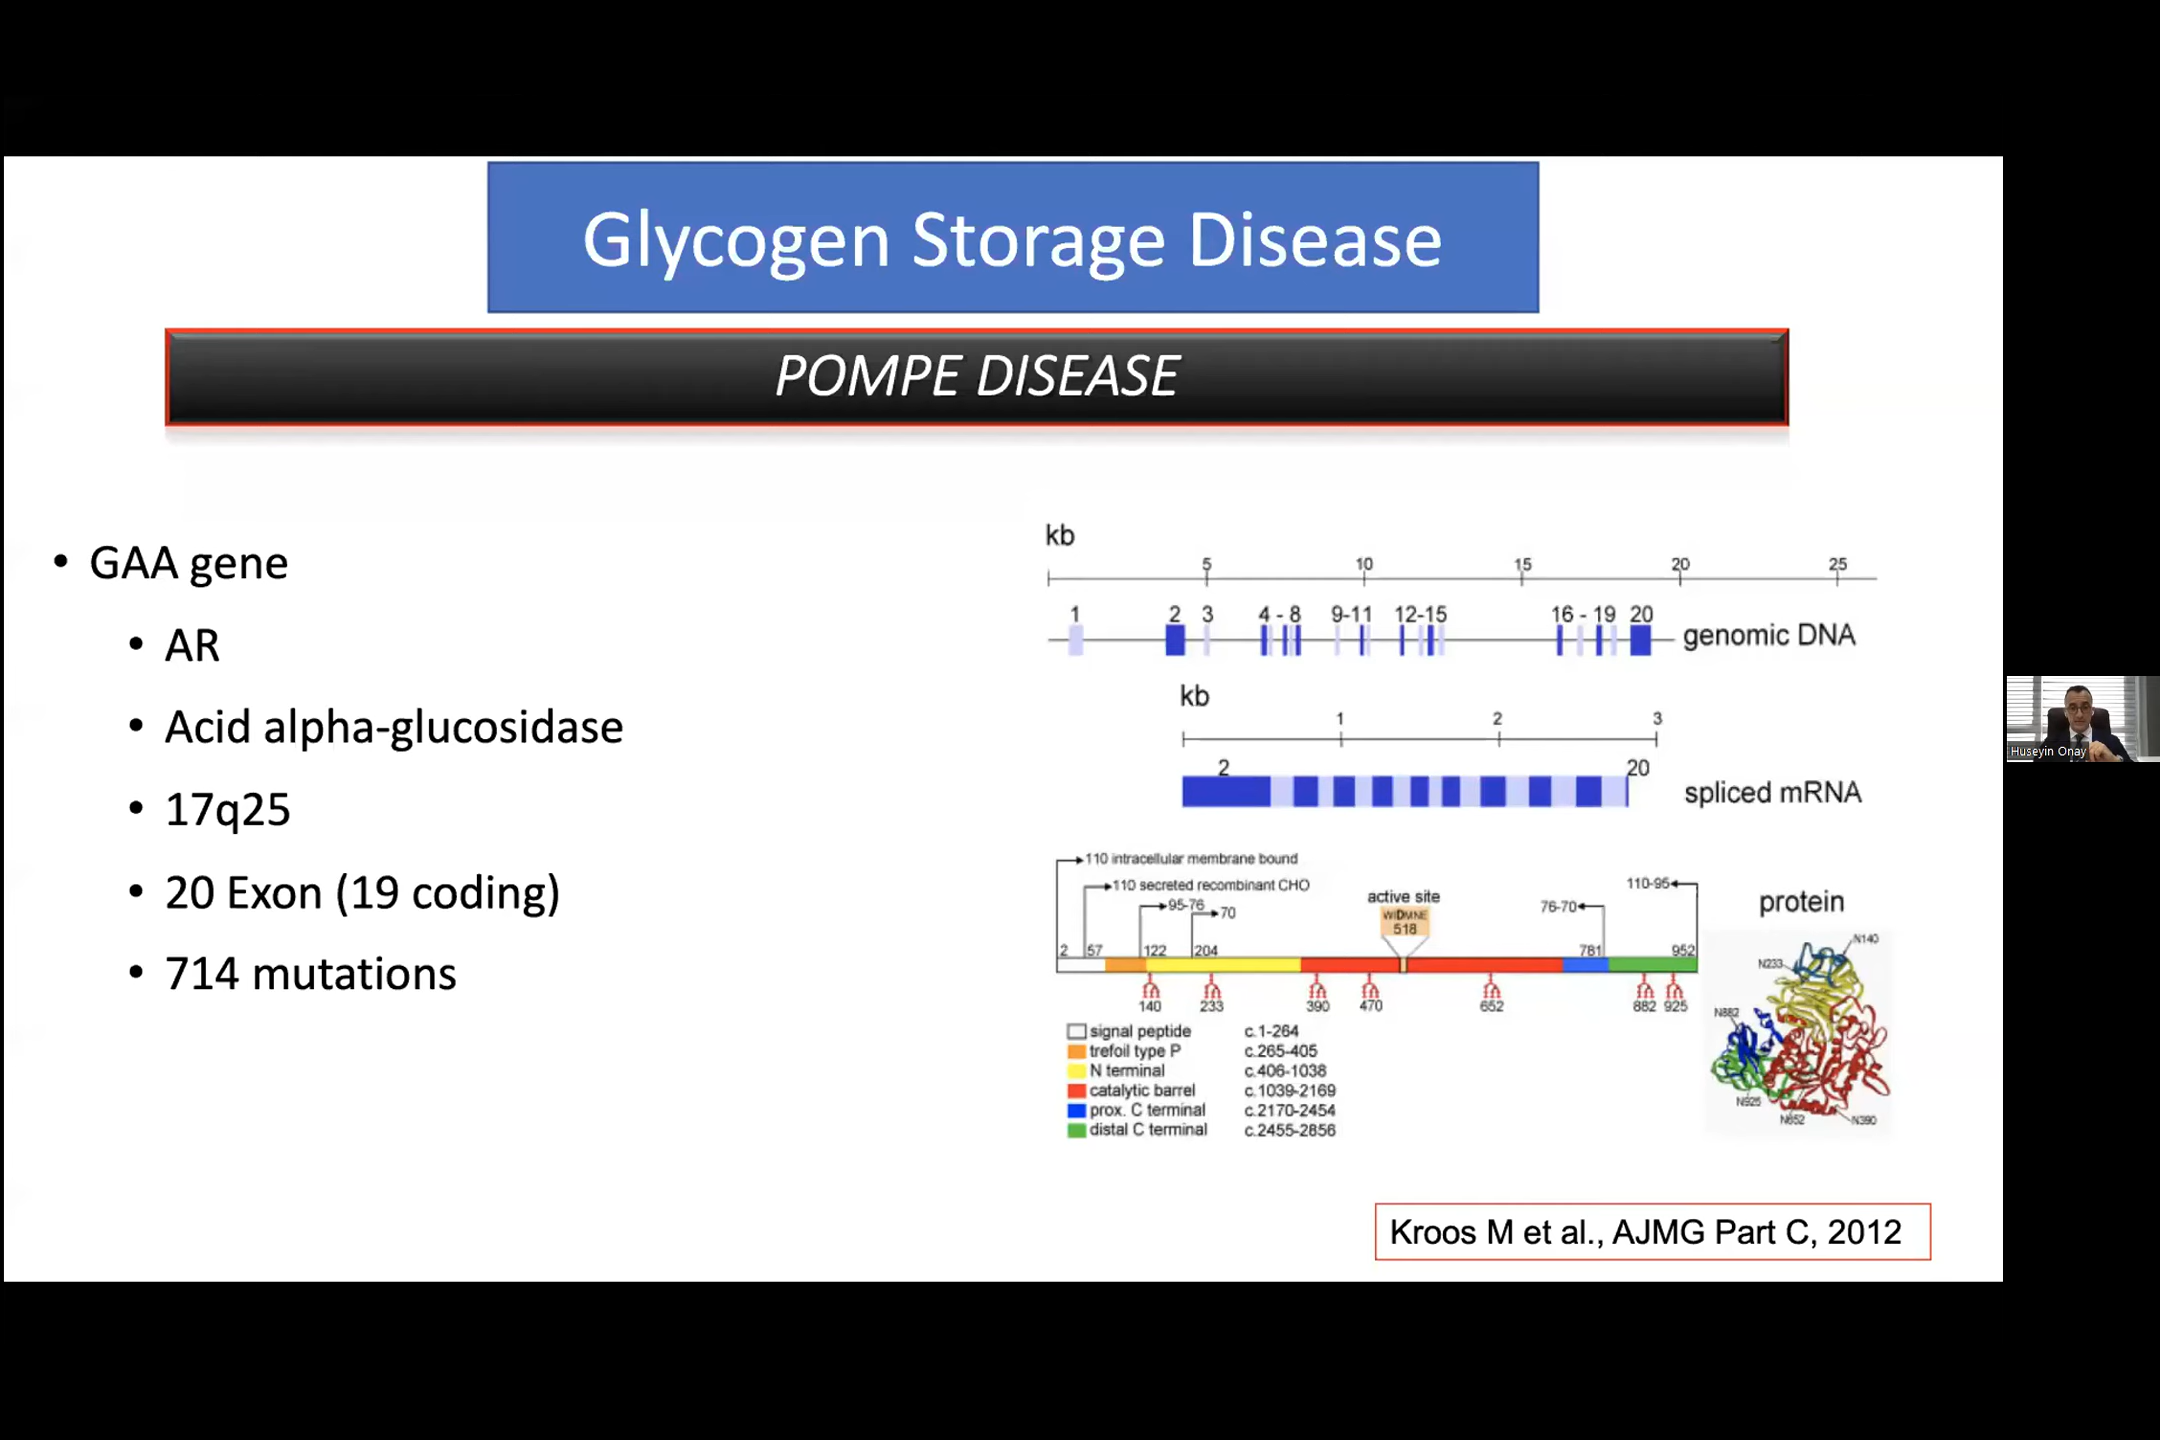 Glycogen Storage Disease
POMPE DISEASE
• GAA gene
• AR
• Acid alpha-glucosidase
• 17q25
• 20 Exon (19 coding)
• 714 mutations
kb
5 10 15 20 25
1 2 3 4 - 8 9-11 12-15 16 - 19 20
genomic DNA
kb
1 2 3
2 20
spliced mRNA
110 intracellular membrane bound
110 secreted recombinant CHO
95-76
70
active site
WIDMNE
518
76-70
110-95
2 57 122 204 781 952
140 233 390 470 652 882 925
signal peptide c.1-264
trefoil type P c.265-405
N terminal c.406-1038
catalytic barrel c.1039-2169
prox. C terminal c.2170-2454
distal C terminal c.2455-2856
protein
N140
N233
N882
N925
N652
N390
Kroos M et al., AJMG Part C, 2012
Huseyin Onay